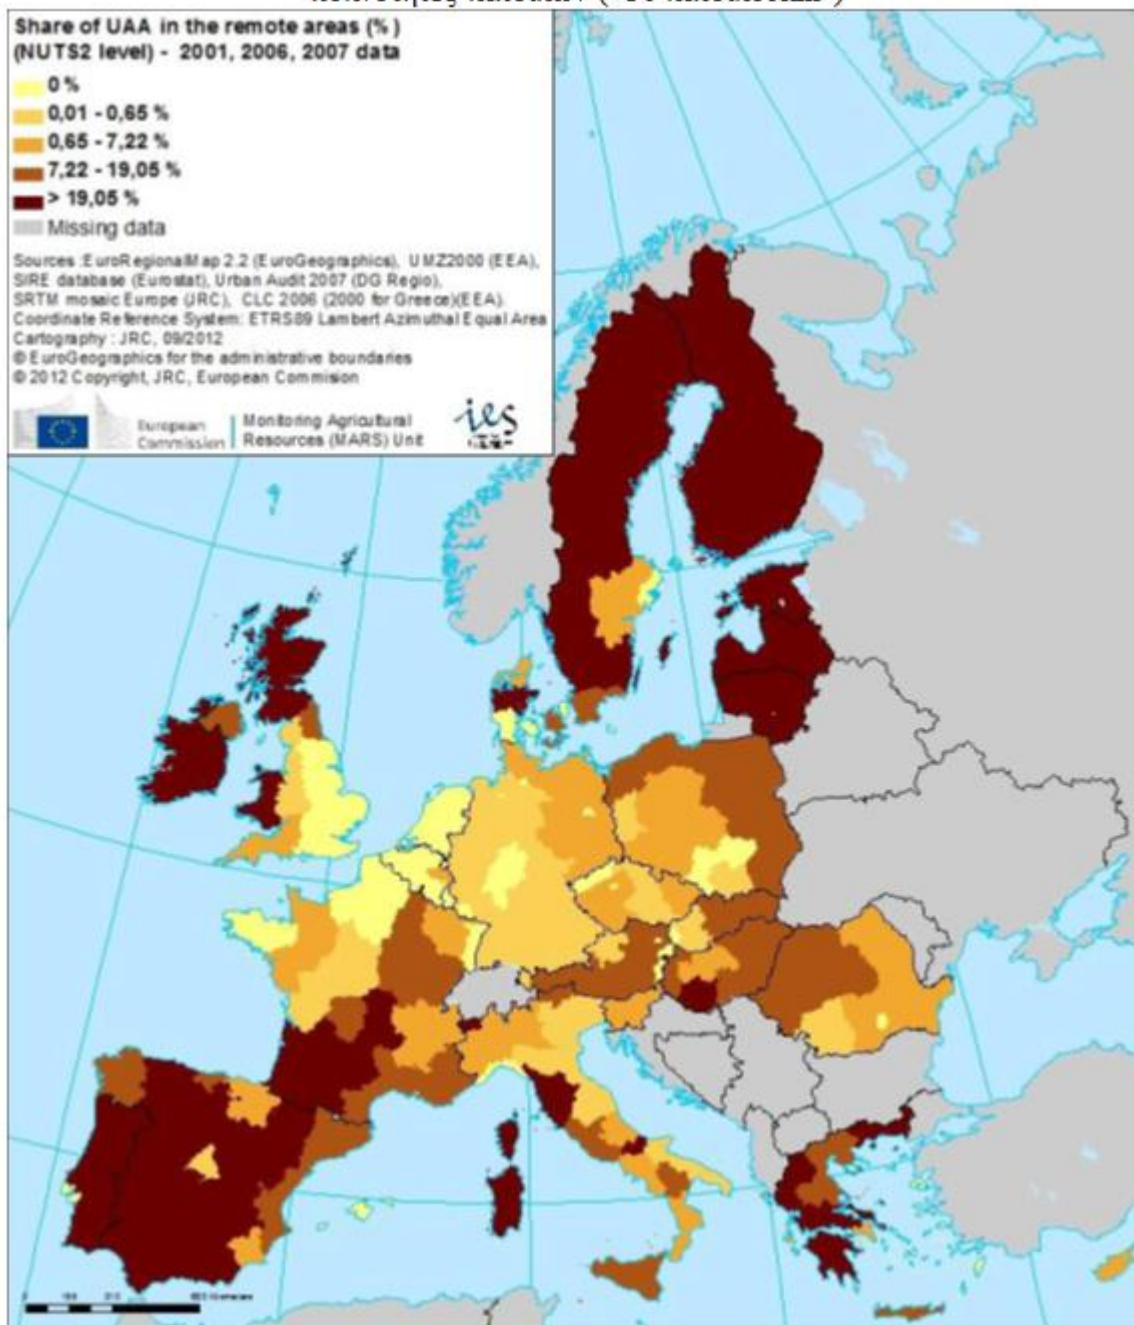 Share of UAA in the remote areas (%)
(NUTS2 level) - 2001, 2006, 2007 data
0 %
0,01 - 0,65 %
0,65 - 7,22 %
7,22 - 19,05 %
> 19,05 %
Missing data
Sources :EuroRegionalMap 2.2 (EuroGeographics), UMZ2000 (EEA),
SIRE database (Eurostat), Urban Audit 2007 (DG Regio),
SRTM mosaic Europe (JRC), CLC 2006 (2000 for Greece)(EEA).
Coordinate Reference System: ETRS89 Lambert Azimuthal Equal Area
Cartography : JRC, 09/2012
© EuroGeographics for the administrative boundaries
© 2012 Copyright, JRC, European Commision
European
Commission
Monitoring Agricultural
Resources (MARS) Unit
ies